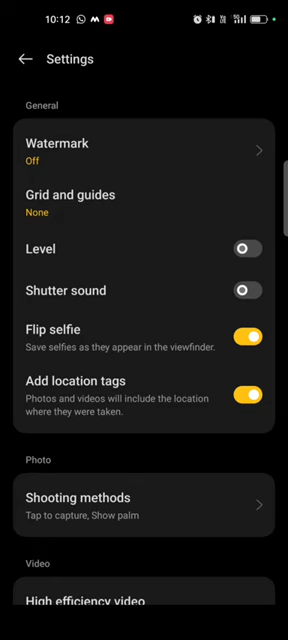 10:12
Settings
General
Watermark
Off
Grid and guides
None
Level
Shutter sound
Flip selfie
Save selfies as they appear in the viewfinder.
Add location tags
Photos and videos will include the location
where they were taken.
Photo
Shooting methods
Tap to capture, Show palm
Video
High efficiency video